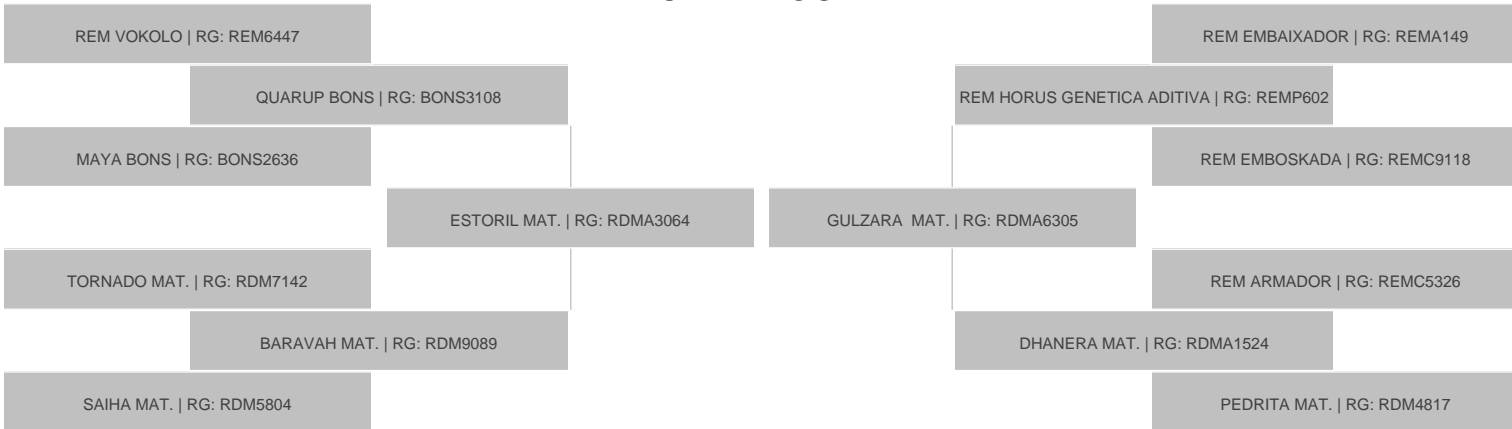 REM VOKOLO | RG: REM6447
REM EMBAIXADOR | RG: REMA149
QUARUP BONS | RG: BONS3108
REM HORUS GENETICA ADITIVA | RG: REMP602
MAYA BONS | RG: BONS2636
REM EMBOSKADA | RG: REMC9118
ESTORIL MAT. | RG: RDMA3064
GULZARA MAT. | RG: RDMA6305
TORNADO MAT. | RG: RDM7142
REM ARMADOR | RG: REMC5326
BARAVAH MAT. | RG: RDM9089
DHANERA MAT. | RG: RDMA1524
SAIHA MAT. | RG: RDM5804
PEDRITA MAT. | RG: RDM4817